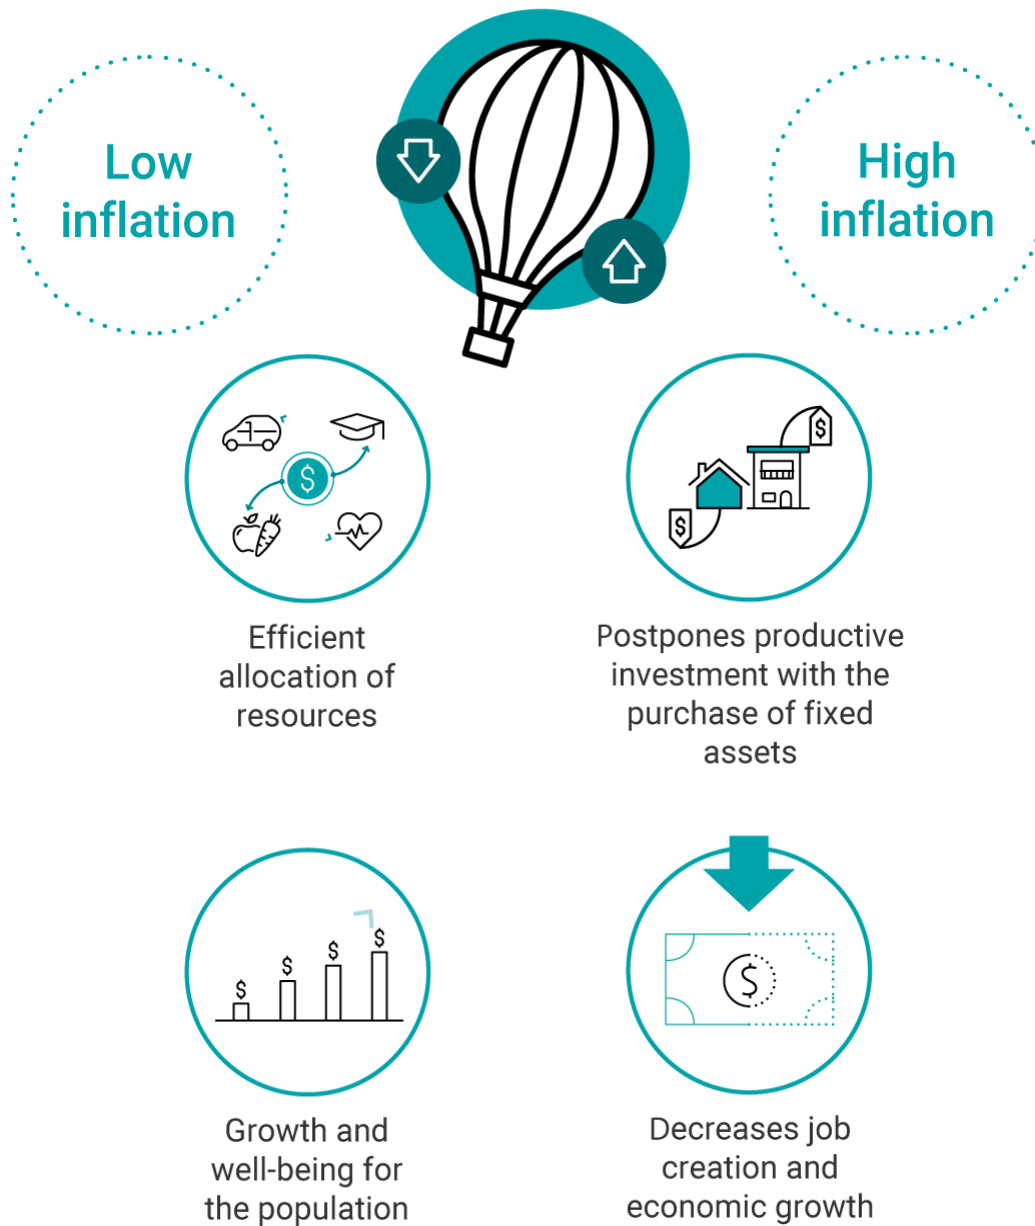 Low
inflation
High
inflation
$
$
$
Efficient
allocation of
resources
Postpones productive
investment with the
purchase of fixed
assets
$
$
$
$
$
Growth and
well-being for
the population
Decreases job
creation and
economic growth